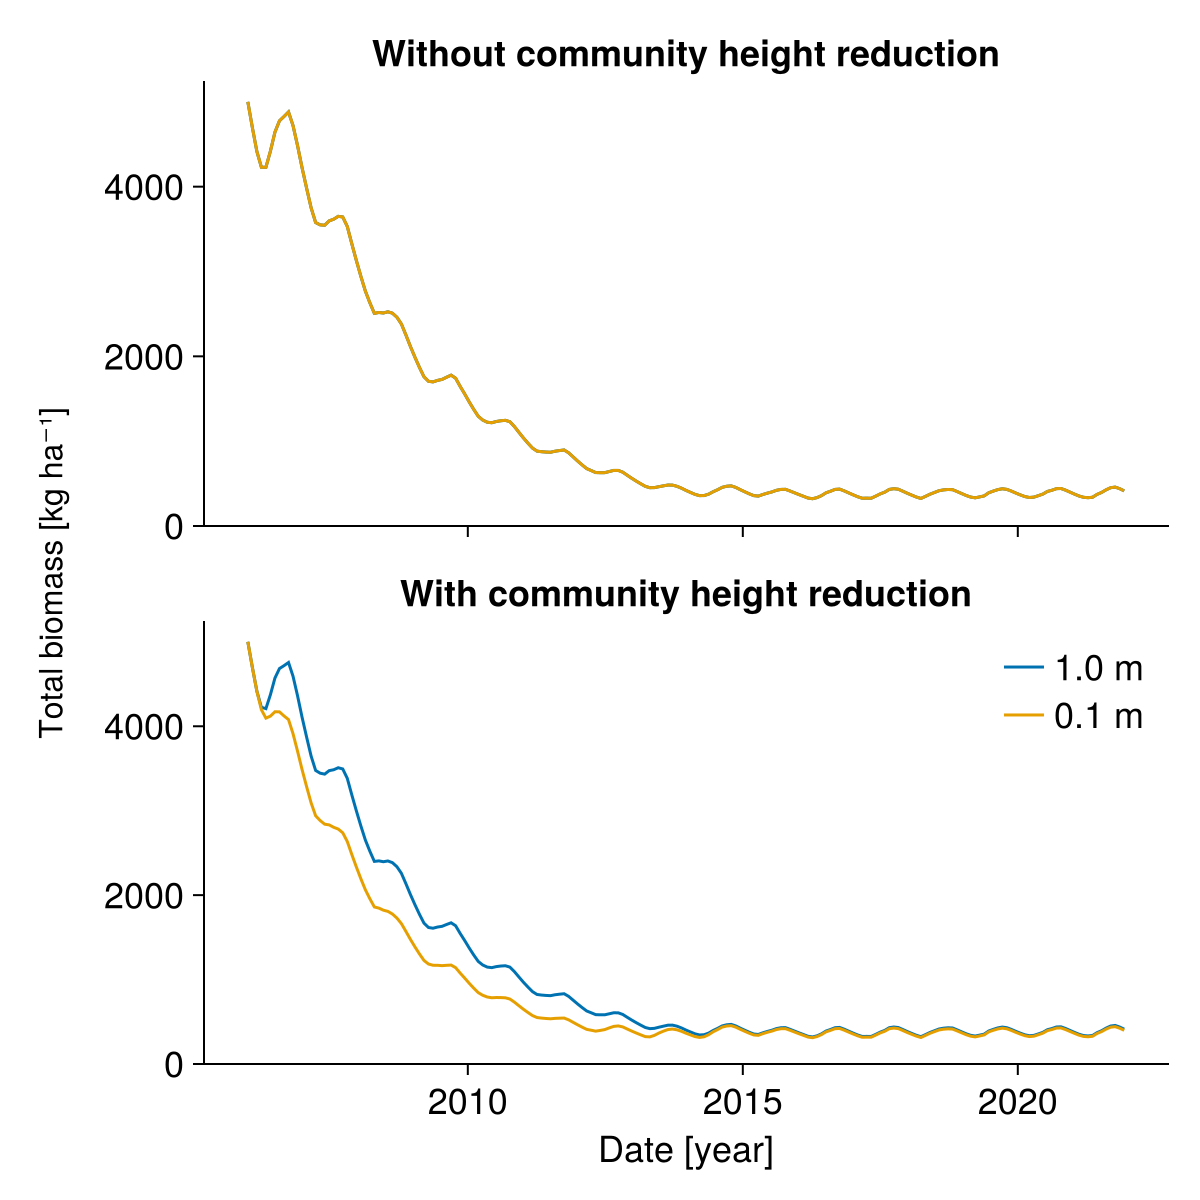 Without community height reduction
4000
2000
0
Total biomass [kg ha⁻¹]
With community height reduction
1.0 m
0.1 m
4000
2000
0
2010
2015
2020
Date [year]